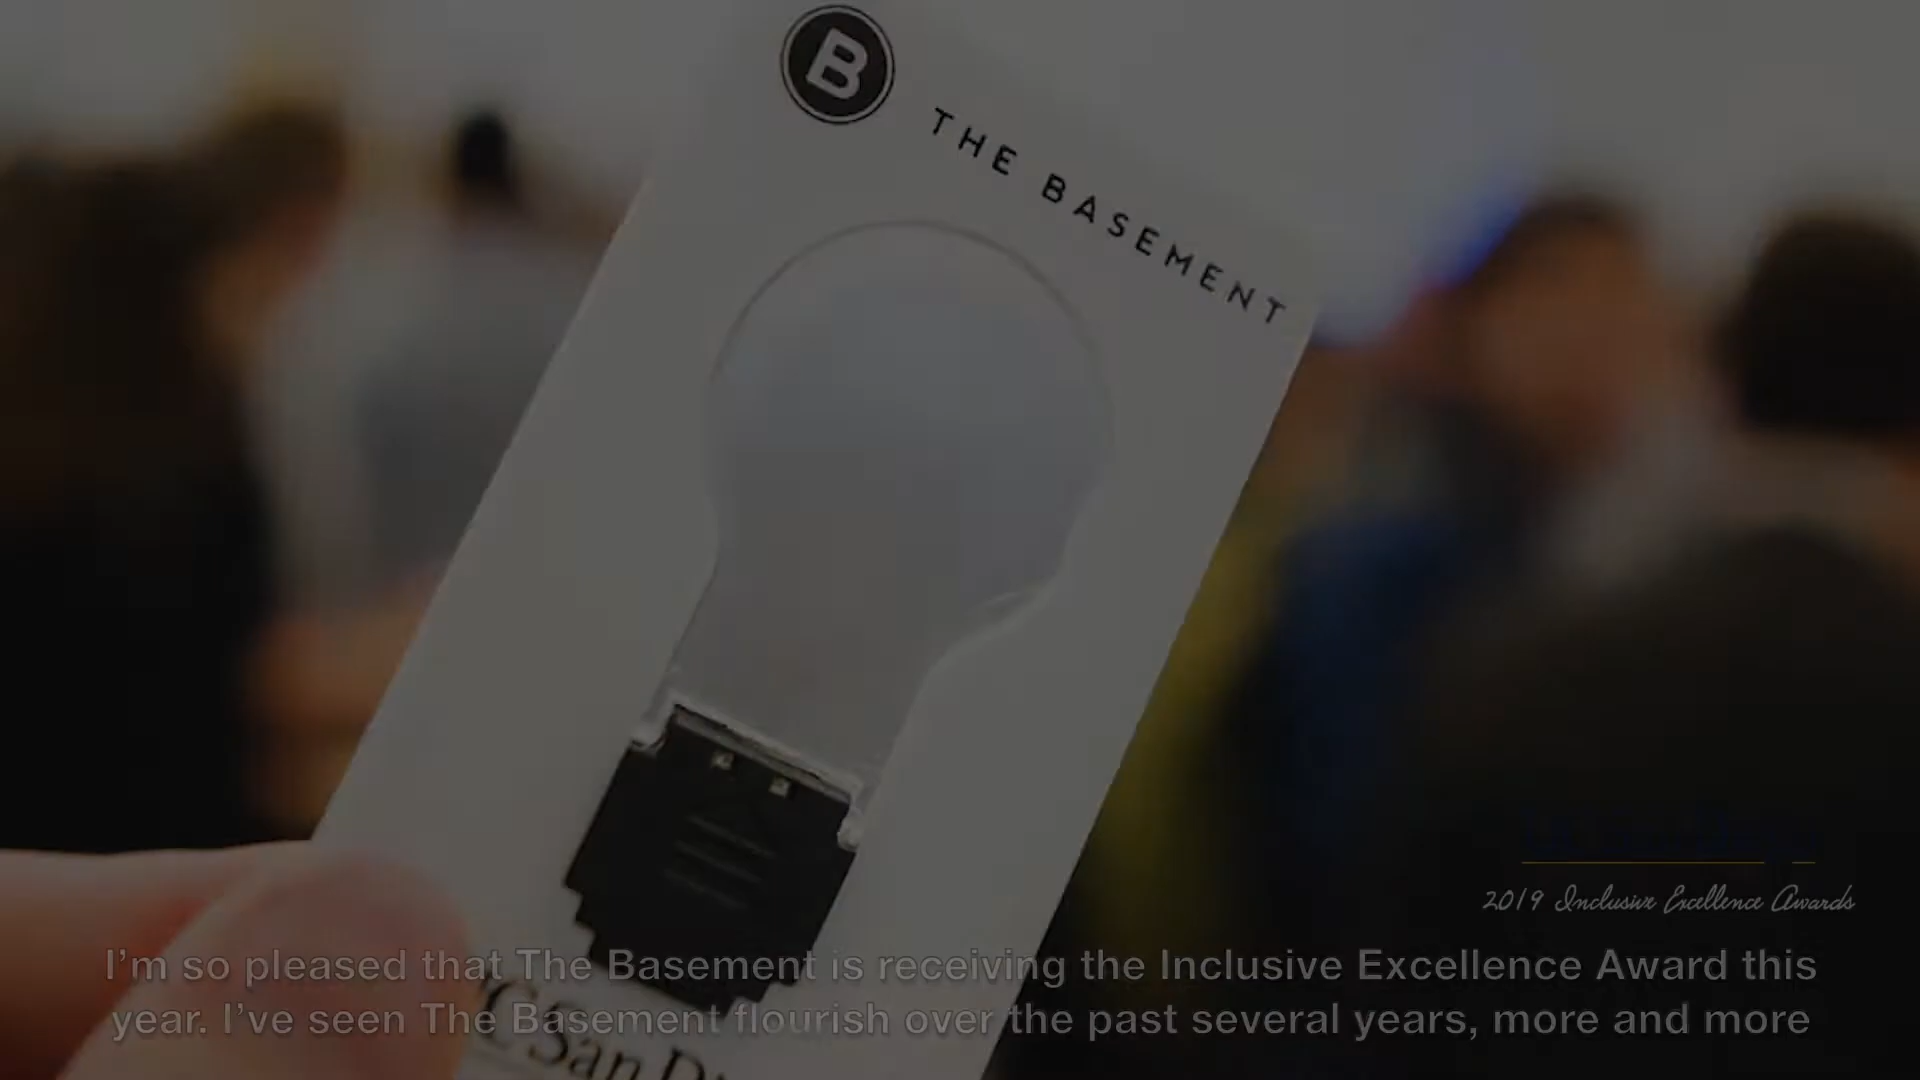 B
THE BASEMENT
2019 Inclusive Excellence Awards
I’m so pleased that The Basement is receiving the Inclusive Excellence Award this
year. I’ve seen The Basement flourish over the past several years, more and more
San